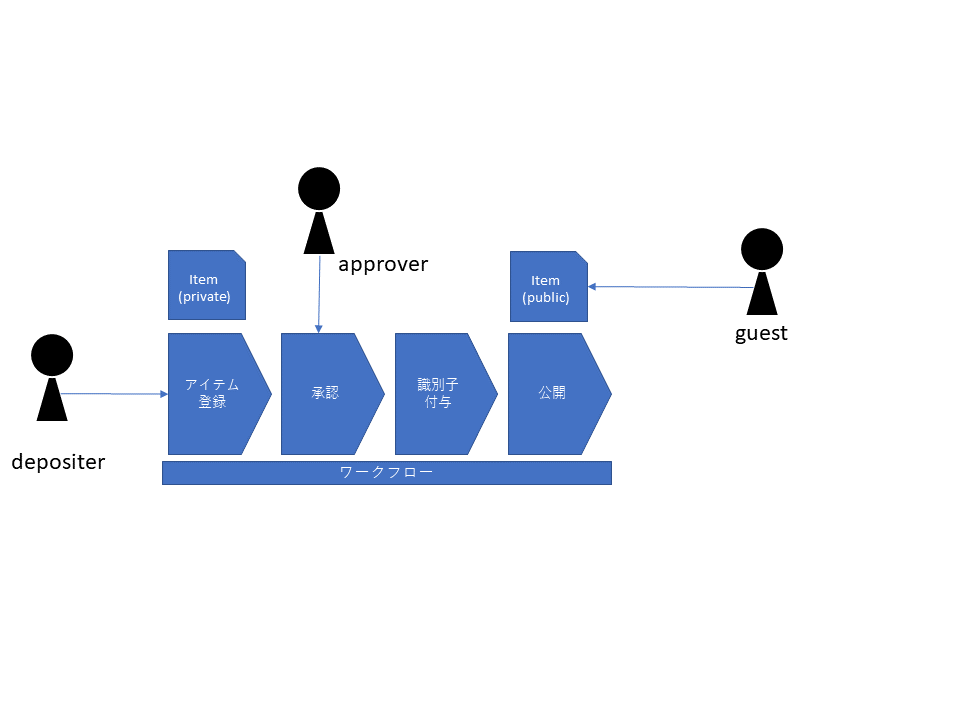 approver
Item
(private)
Item
(public)
guest
depositer
アイテム
登録
承認
識別子
付与
公開
ワークフロー